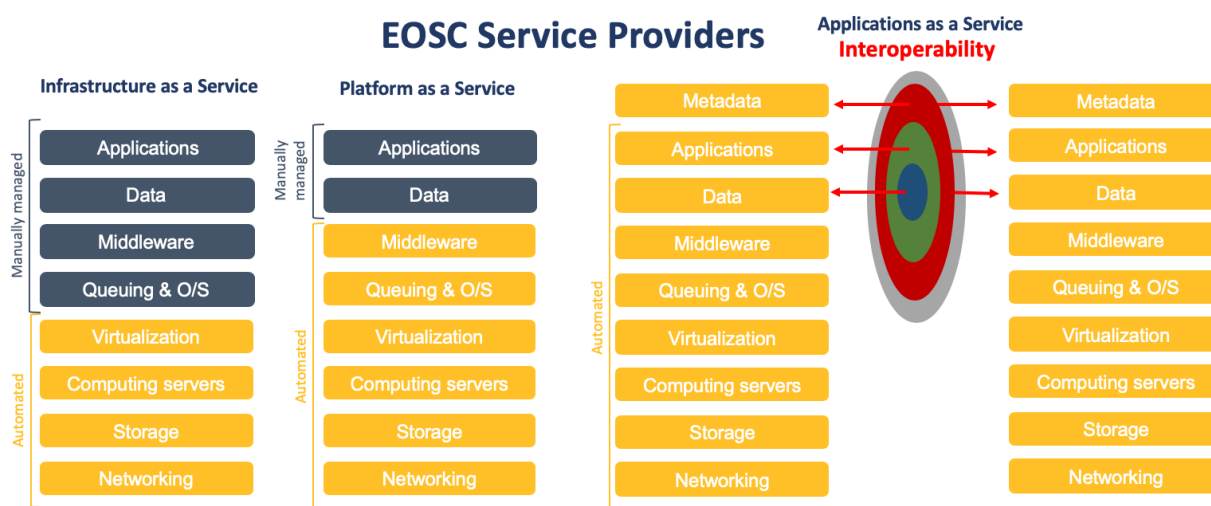 EOSC Service Providers
Applications as a Service
Interoperability
Infrastructure as a Service
Manually managed
Applications
Data
Middleware
Queuing & O/S
Automated
Virtualization
Computing servers
Storage
Networking
Platform as a Service
Manually
managed
Applications
Data
Automated
Middleware
Queuing & O/S
Virtualization
Computing servers
Storage
Networking
Metadata
Automated
Applications
Data
Middleware
Queuing & O/S
Virtualization
Computing servers
Storage
Networking
Metadata
Applications
Data
Middleware
Queuing & O/S
Virtualization
Computing servers
Storage
Networking